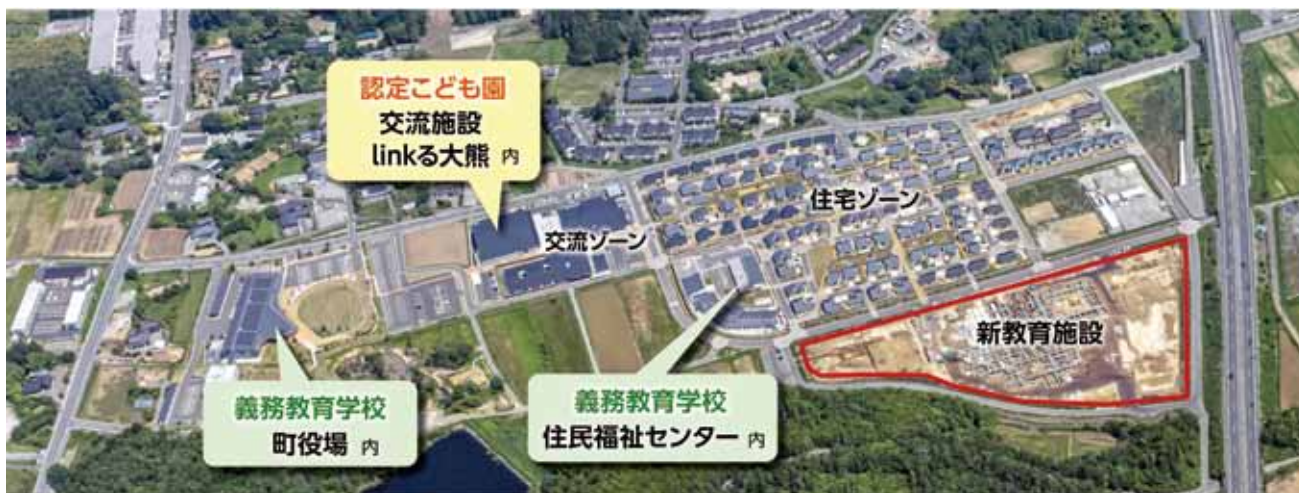 認定こども園
交流施設
linkる大熊 内
交流ゾーン
住宅ゾーン
新教育施設
義務教育学校
町役場 内
義務教育学校
住民福祉センター 内